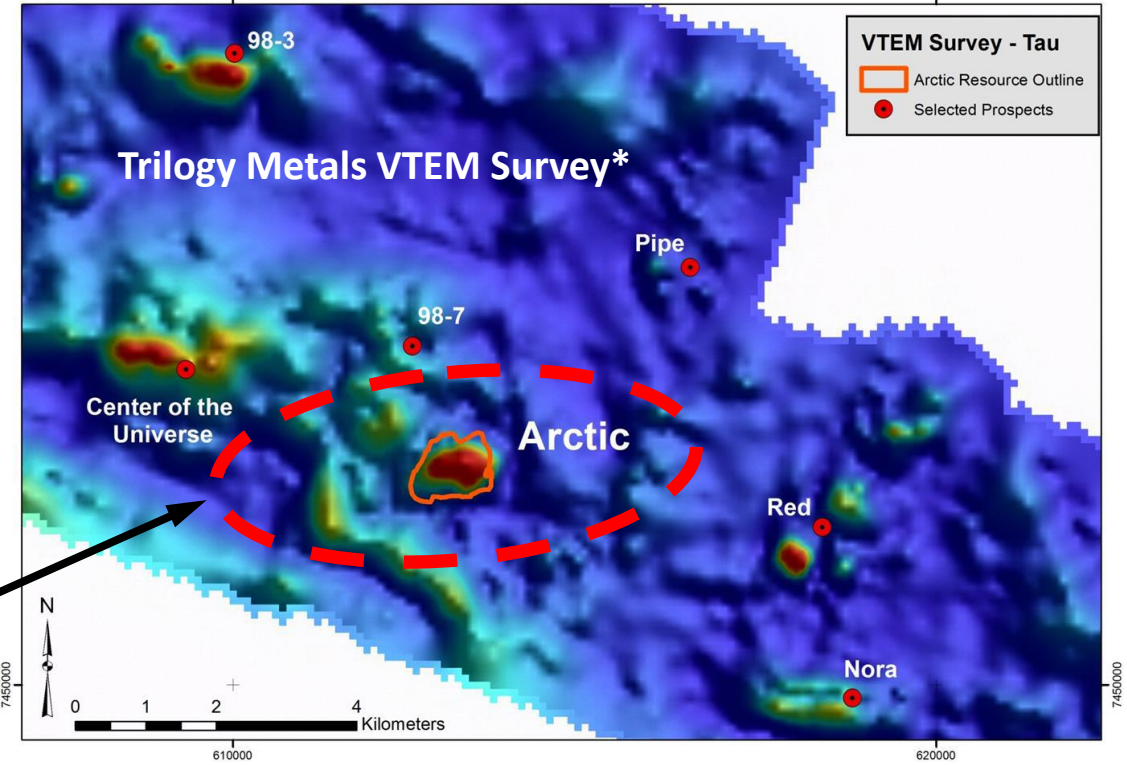 VTEM Survey - Tau
Arctic Resource Outline
Selected Prospects
98-3
Trilogy Metals VTEM Survey*
Pipe
98-7
Center of the
Universe
Arctic
Red
Nora
N
0 1 2 4
Kilometers
7450000
7450000
610000
620000